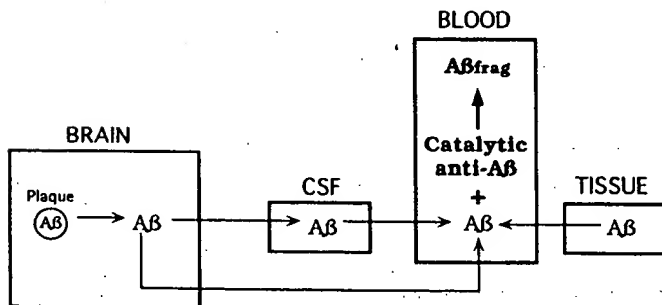 BLOOD
Aβfrag
Catalytic
anti-Aβ
+
BRAIN
Plaque
Aβ
Aβ
CSF
Aβ
Aβ
TISSUE
Aβ